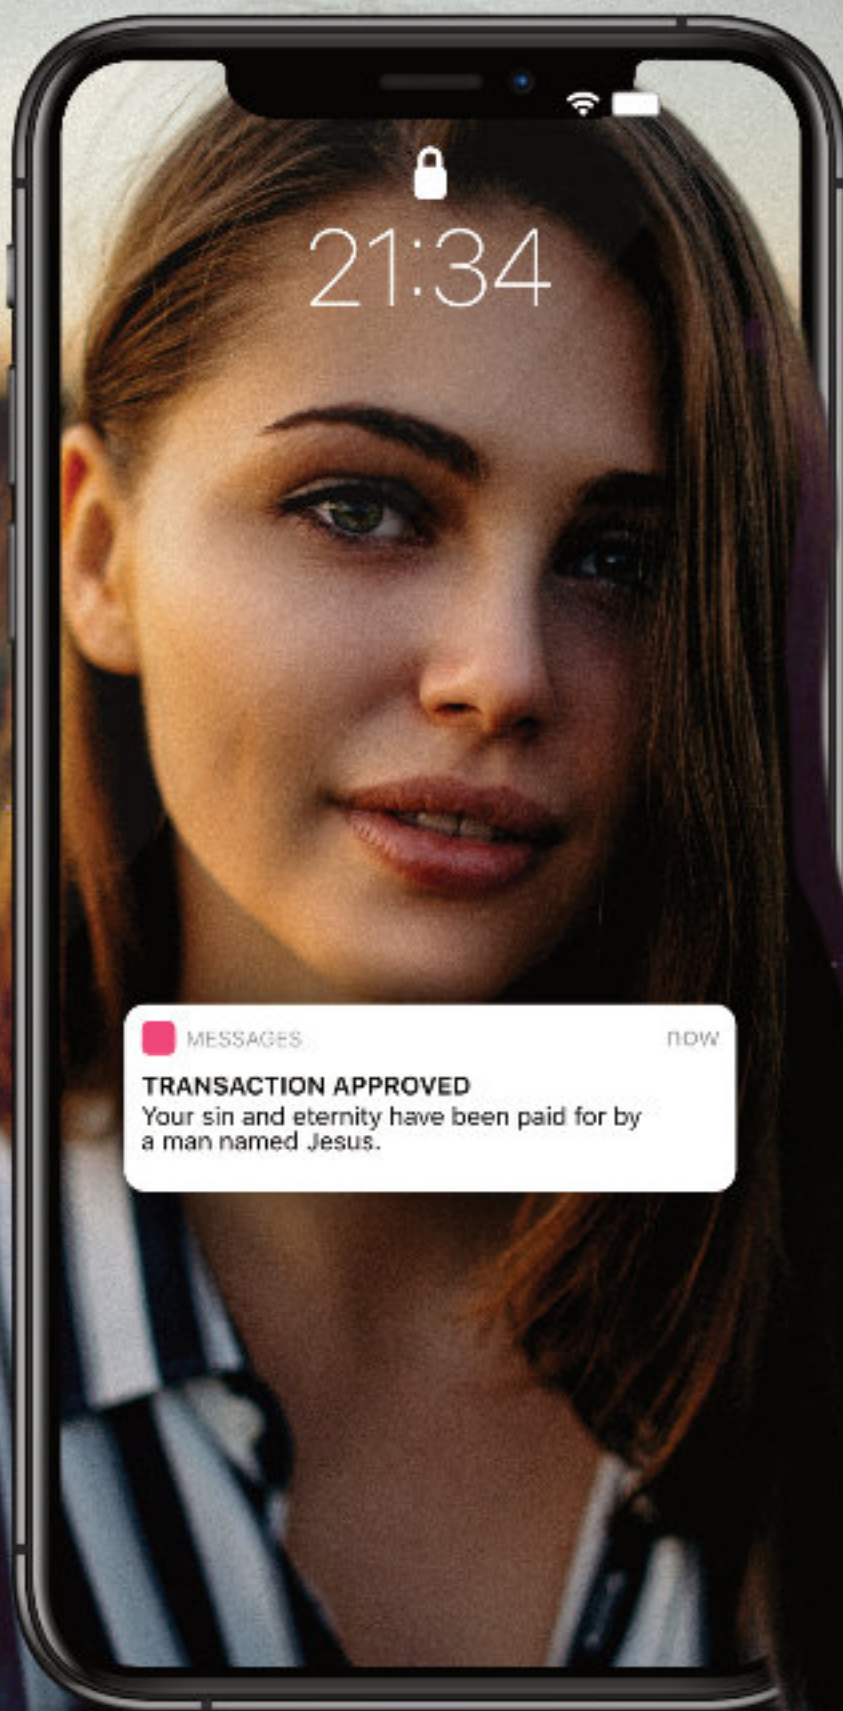 21:34
MESSAGES now
TRANSACTION APPROVED
Your sin and eternity have been paid for by
a man named Jesus.